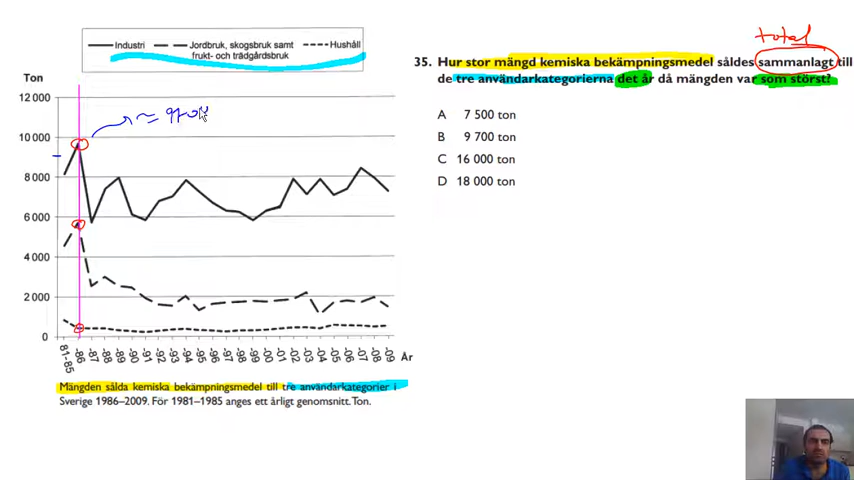 Industri
Jordbruk, skogsbruk samt
frukt- och trädgårdsbruk
Hushåll
Ton
12 000
10 000
8 000
6 000
4 000
2 000
0
81-85
-86
-87
-88
-89
-90
-91
-92
-93
-94
-95
-96
-97
-98
-99
-00
-01
-02
-03
-04
-05
-06
-07
-08
-09
År
Mängden sålda kemiska bekämpningsmedel till tre användarkategorier i
Sverige 1986–2009. För 1981–1985 anges ett årligt genomsnitt. Ton.
total
35. Hur stor mängd kemiska bekämpningsmedel såldes sammanlagt till
de tre användarkategorierna det år då mängden var som störst?
A 7 500 ton
B 9 700 ton
C 16 000 ton
D 18 000 ton